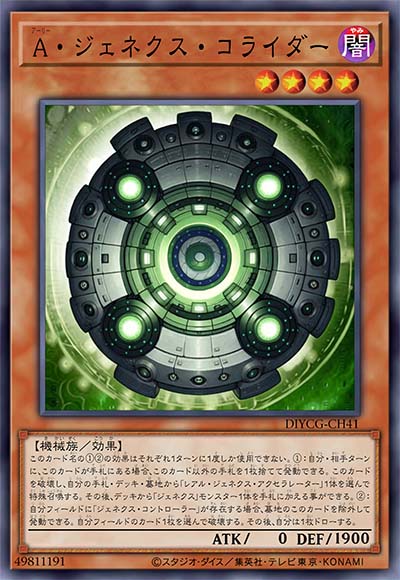 アーリー
A・ジェネクス・コライダー
やみ
闇
DIYCG-CH41
きかいぞく こうか
【機械族／効果】
このカード名の①②の効果はそれぞれ1ターンに1度しか使用できない。①：自分・相手ターン
に、このカードが手札にある場合、このカード以外の手札を1枚捨てて発動できる。このカード
を破壊し、自分の手札・デッキ・墓地から「レアル・ジェネクス・アクセラレーター」1体を選んで
特殊召喚する。その後、デッキから「ジェネクス」モンスター1体を手札に加える事ができる。②：
自分フィールドに「ジェネクス・コントローラー」が存在する場合、墓地のこのカードを除外して
発動できる。自分フィールドのカード1枚を選んで破壊する。その後、自分は1枚ドローする。
ATK/ 0 DEF/1900
49811191
©スタジオ・ダイス／集英社・テレビ東京・KONAMI